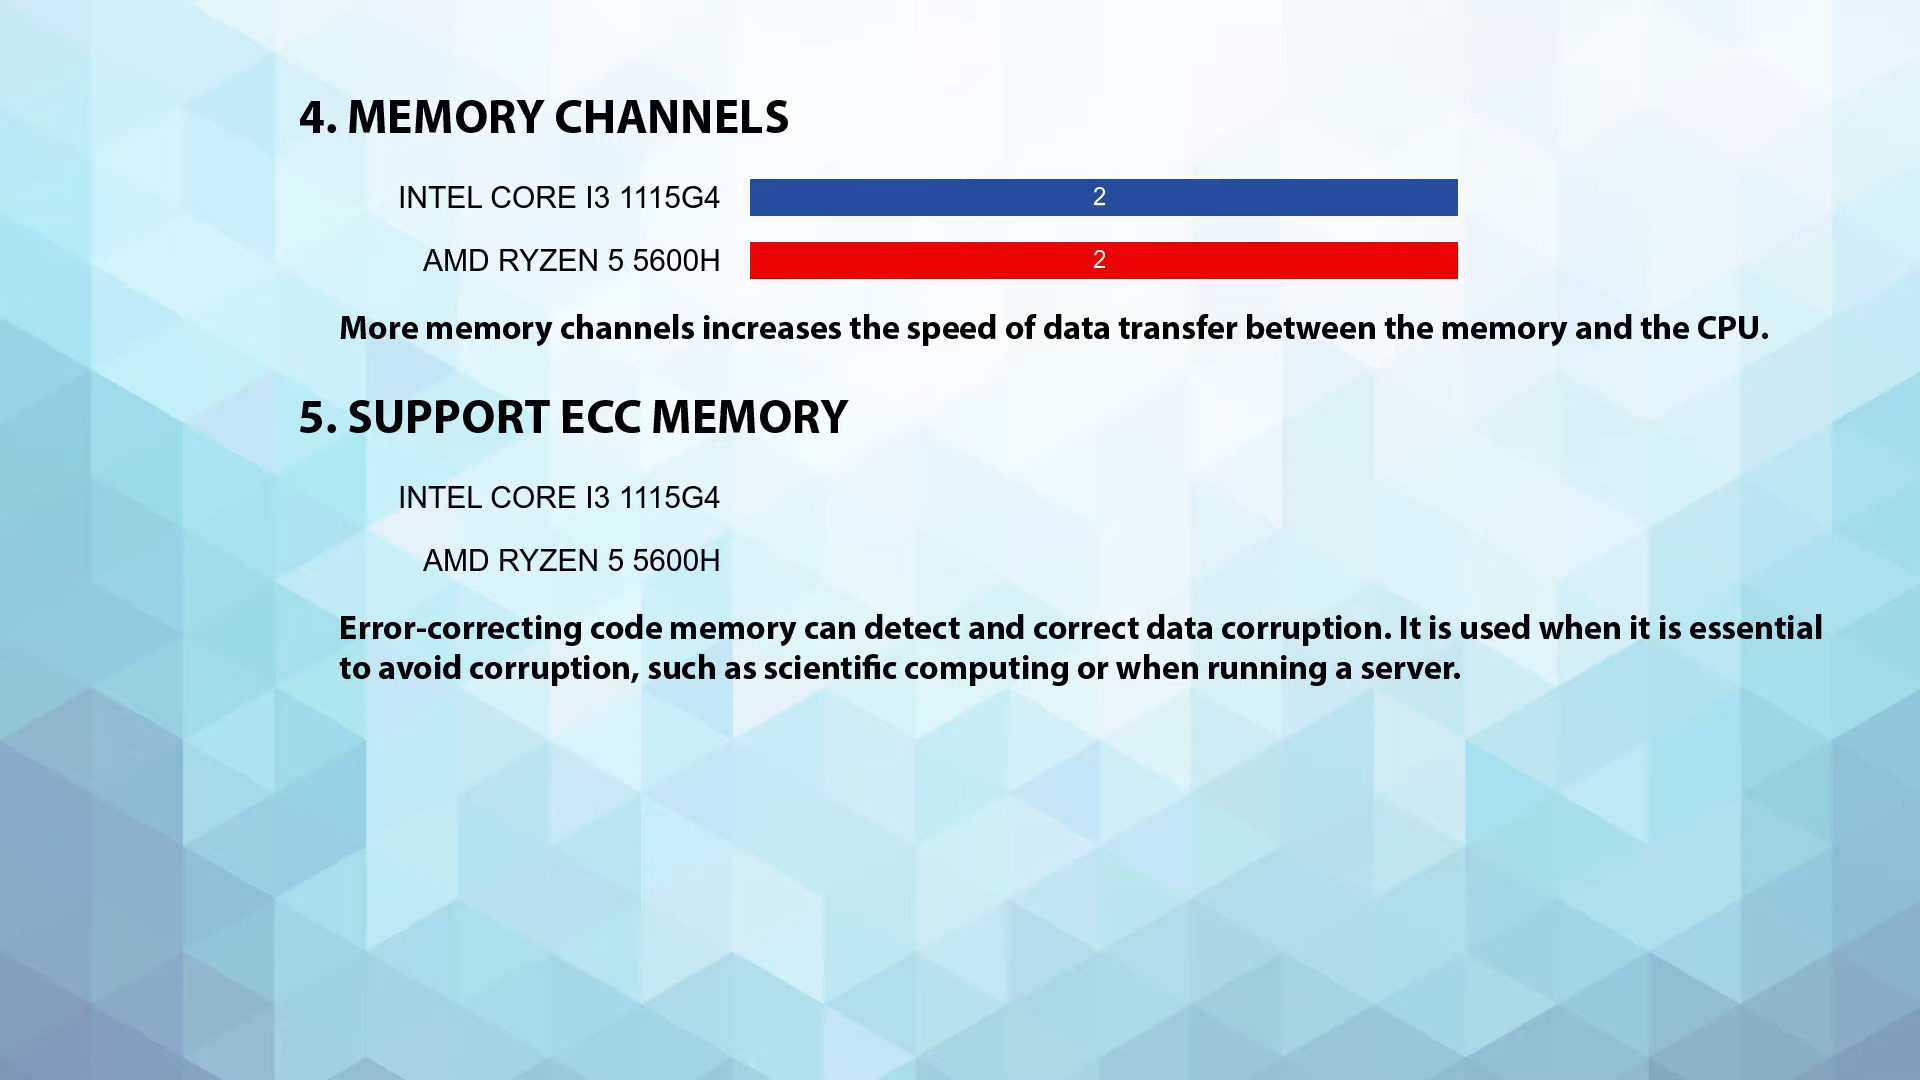 4. MEMORY CHANNELS
INTEL CORE I3 1115G4 2
AMD RYZEN 5 5600H 2
More memory channels increases the speed of data transfer between the memory and the CPU.
5. SUPPORT ECC MEMORY
INTEL CORE I3 1115G4
AMD RYZEN 5 5600H
Error-correcting code memory can detect and correct data corruption. It is used when it is essential
to avoid corruption, such as scientific computing or when running a server.